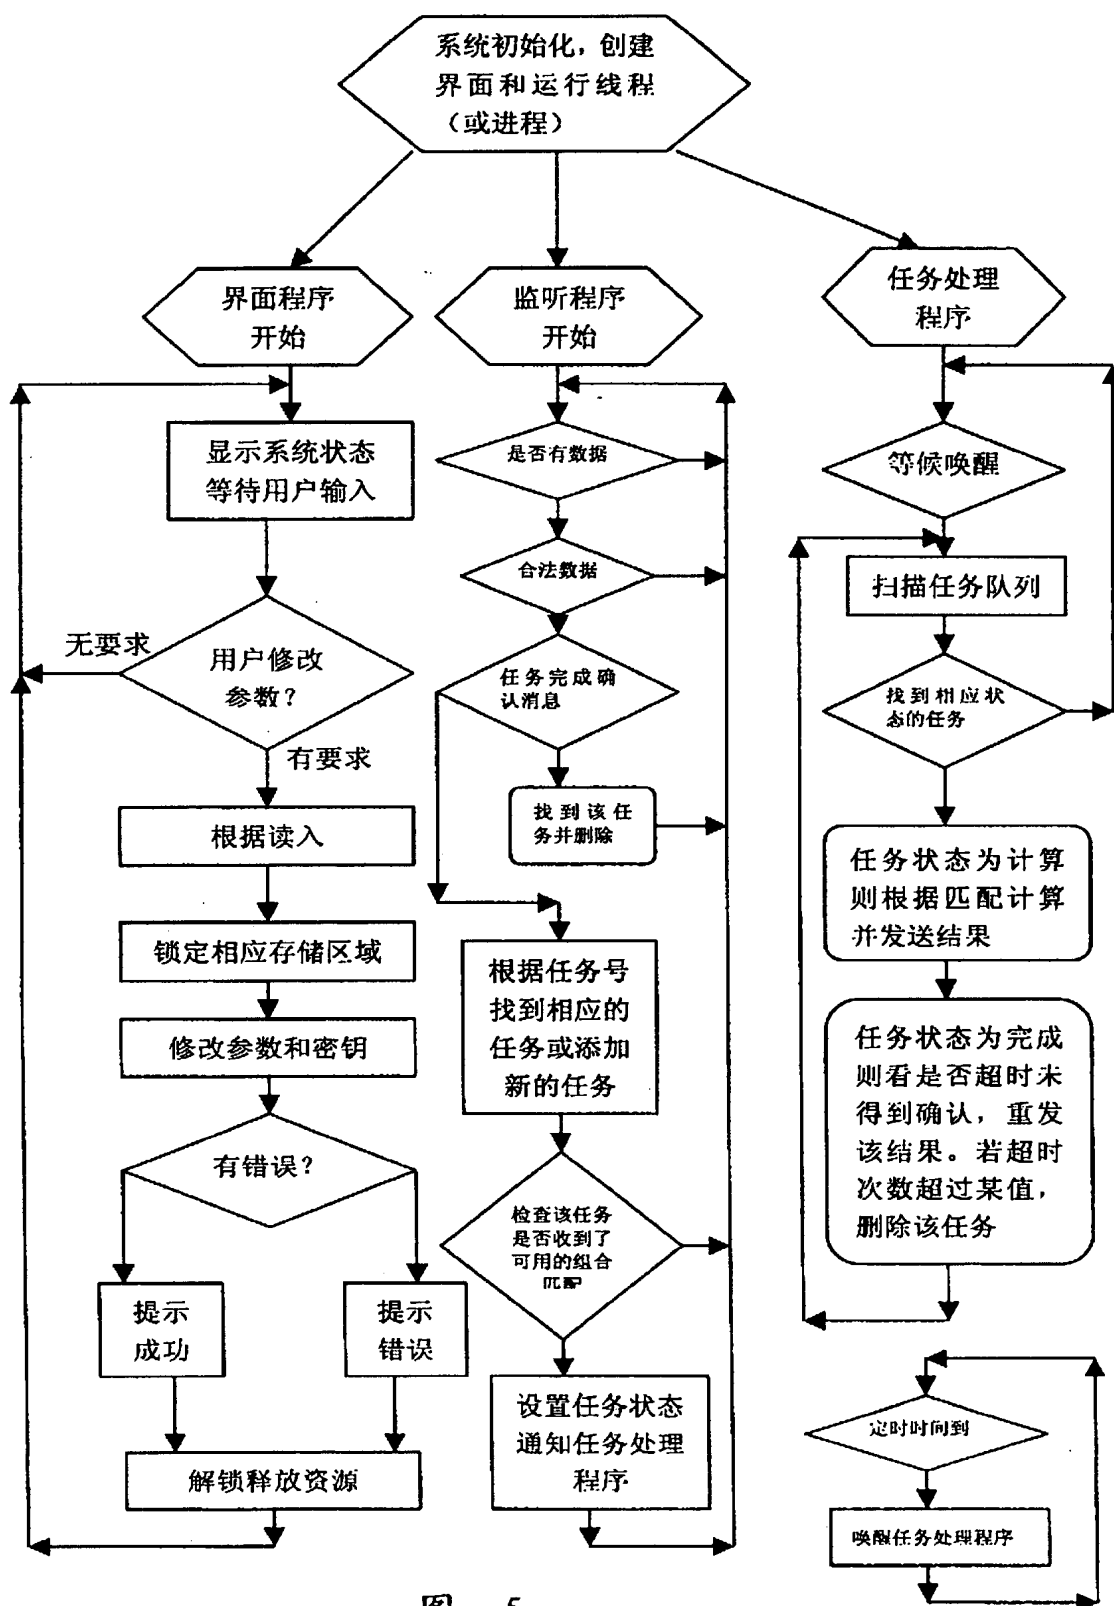 系统初始化，创建
界面和运行线程
（或进程）
界面程序
开始
显示系统状态
等待用户输入
无要求
用户修改
参数？
有要求
根据读入
锁定相应存储区域
修改参数和密钥
有错误？
提示
成功
提示
错误
解锁释放资源
监听程序
开始
是否有数据
合法数据
任务完成确
认消息
找到该任
务并删除
根据任务号
找到相应的
任务或添加
新的任务
检查该任务
是否收到了
可用的组合
匹配
设置任务状态
通知任务处理
程序
任务处理
程序
等候唤醒
扫描任务队列
找到相应状
态的任务
任务状态为计算
则根据匹配计算
并发送结果
任务状态为完成
则看是否超时未
得到确认，重发
该结果。若超时
次数超过某值，
删除该任务
定时时间到
唤醒任务处理程序
图 5